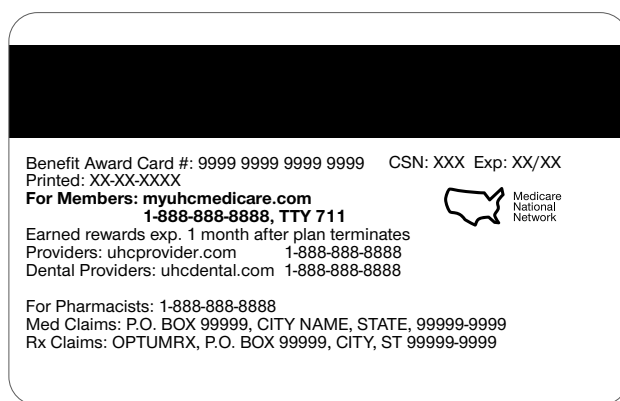 Benefit Award Card #: 9999 9999 9999 9999 CSN: XXX Exp: XX/XX
Printed: XX-XX-XXXX
For Members: myuhcmedicare.com
1-888-888-8888, TTY 711
Earned rewards exp. 1 month after plan terminates
Providers: uhcprovider.com 1-888-888-8888
Dental Providers: uhcdental.com 1-888-888-8888
Medicare
National
Network
For Pharmacists: 1-888-888-8888
Med Claims: P.O. BOX 99999, CITY NAME, STATE, 99999-9999
Rx Claims: OPTUMRX, P.O. BOX 99999, CITY, ST 99999-9999